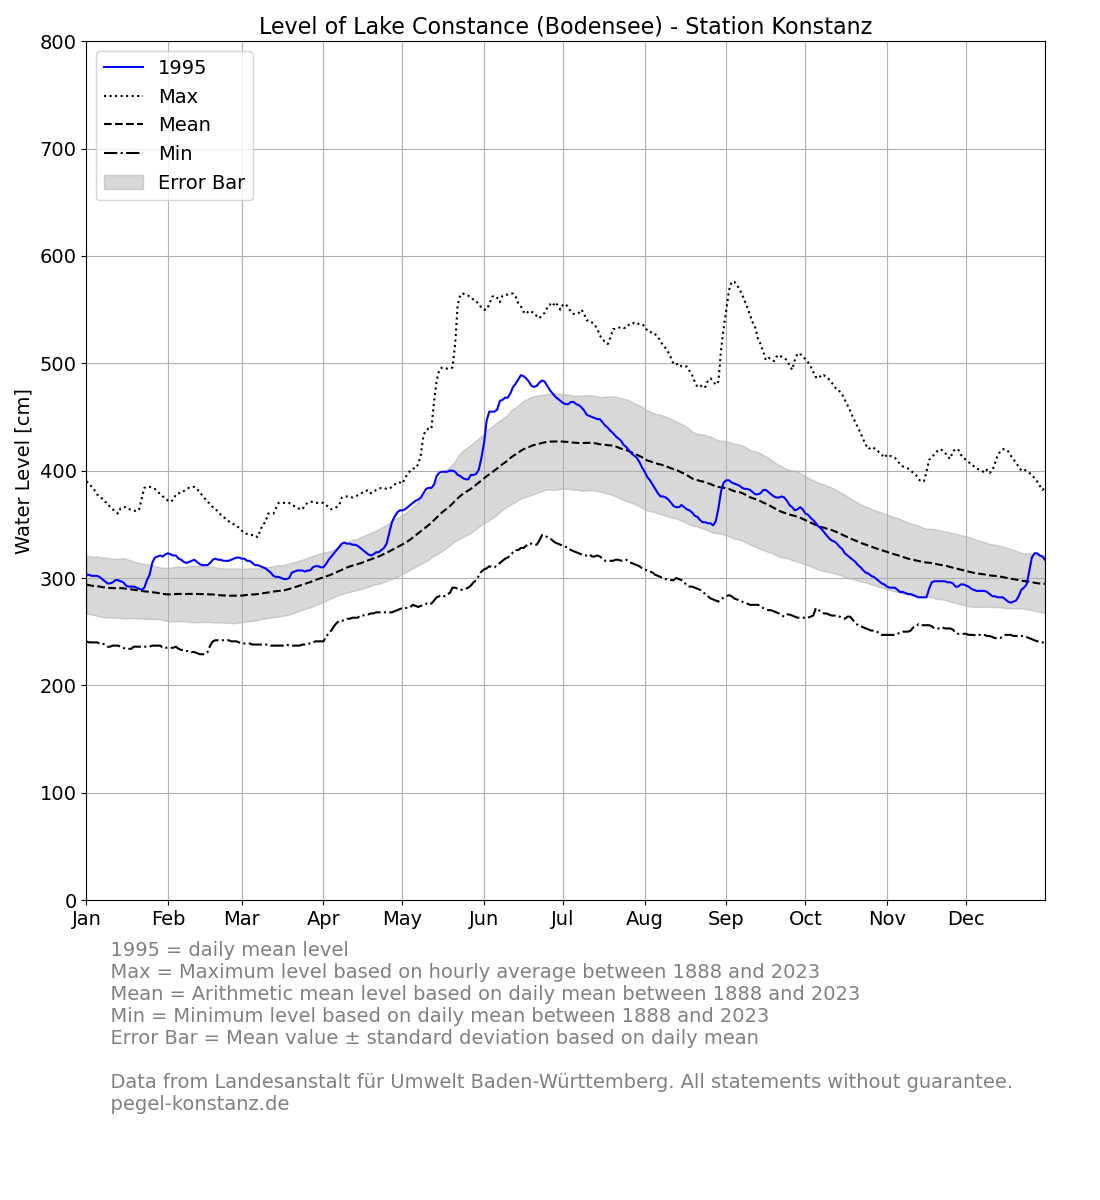 Level of Lake Constance (Bodensee) - Station Konstanz
800
700
600
500
400
300
200
100
0
Water Level [cm]
1995
Max
Mean
Min
Error Bar
Jan Feb Mar Apr May Jun Jul Aug Sep Oct Nov Dec
1995 = daily mean level
Max = Maximum level based on hourly average between 1888 and 2023
Mean = Arithmetic mean level based on daily mean between 1888 and 2023
Min = Minimum level based on daily mean between 1888 and 2023
Error Bar = Mean value ± standard deviation based on daily mean
Data from Landesanstalt für Umwelt Baden-Württemberg. All statements without guarantee.
pegel-konstanz.de